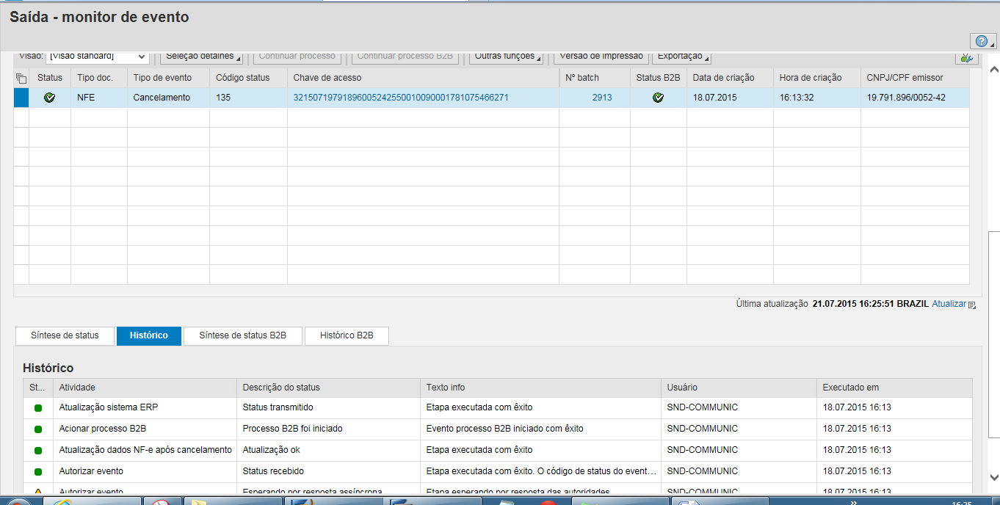 Saída - monitor de evento
Visão: [Visão standard] Seleção detalhes Continuar processo Continuar processo B2B Outras funções Versão de impressão Exportação
Status Tipo doc. Tipo de evento Código status Chave de acesso Nº batch Status B2B Data de criação Hora de criação CNPJ/CPF emissor
NFE Cancelamento 135 32150719791896005242550010090001781075466271 2913 18.07.2015 16:13:32 19.791.896/0052-42
Última atualização 21.07.2015 16:25:51 BRAZIL Atualizar
Síntese de status Histórico Síntese de status B2B Histórico B2B
Histórico
St... Atividade Descrição do status Texto info Usuário Executado em
Atualização sistema ERP Status transmitido Etapa executada com êxito SND-COMMUNIC 18.07.2015 16:13
Acionar processo B2B Processo B2B foi iniciado Evento processo B2B iniciado com êxito SND-COMMUNIC 18.07.2015 16:13
Atualização dados NF-e após cancelamento Atualização ok Etapa executada com êxito SND-COMMUNIC 18.07.2015 16:13
Autorizar evento Status recebido Etapa executada com êxito. O código de status do event... SND-COMMUNIC 18.07.2015 16:13
Autorizar evento Esperando por resposta assíncrona Etapa esperando por resposta das autoridades SND-COMMUNIC 18.07.2015 16:13
16:25